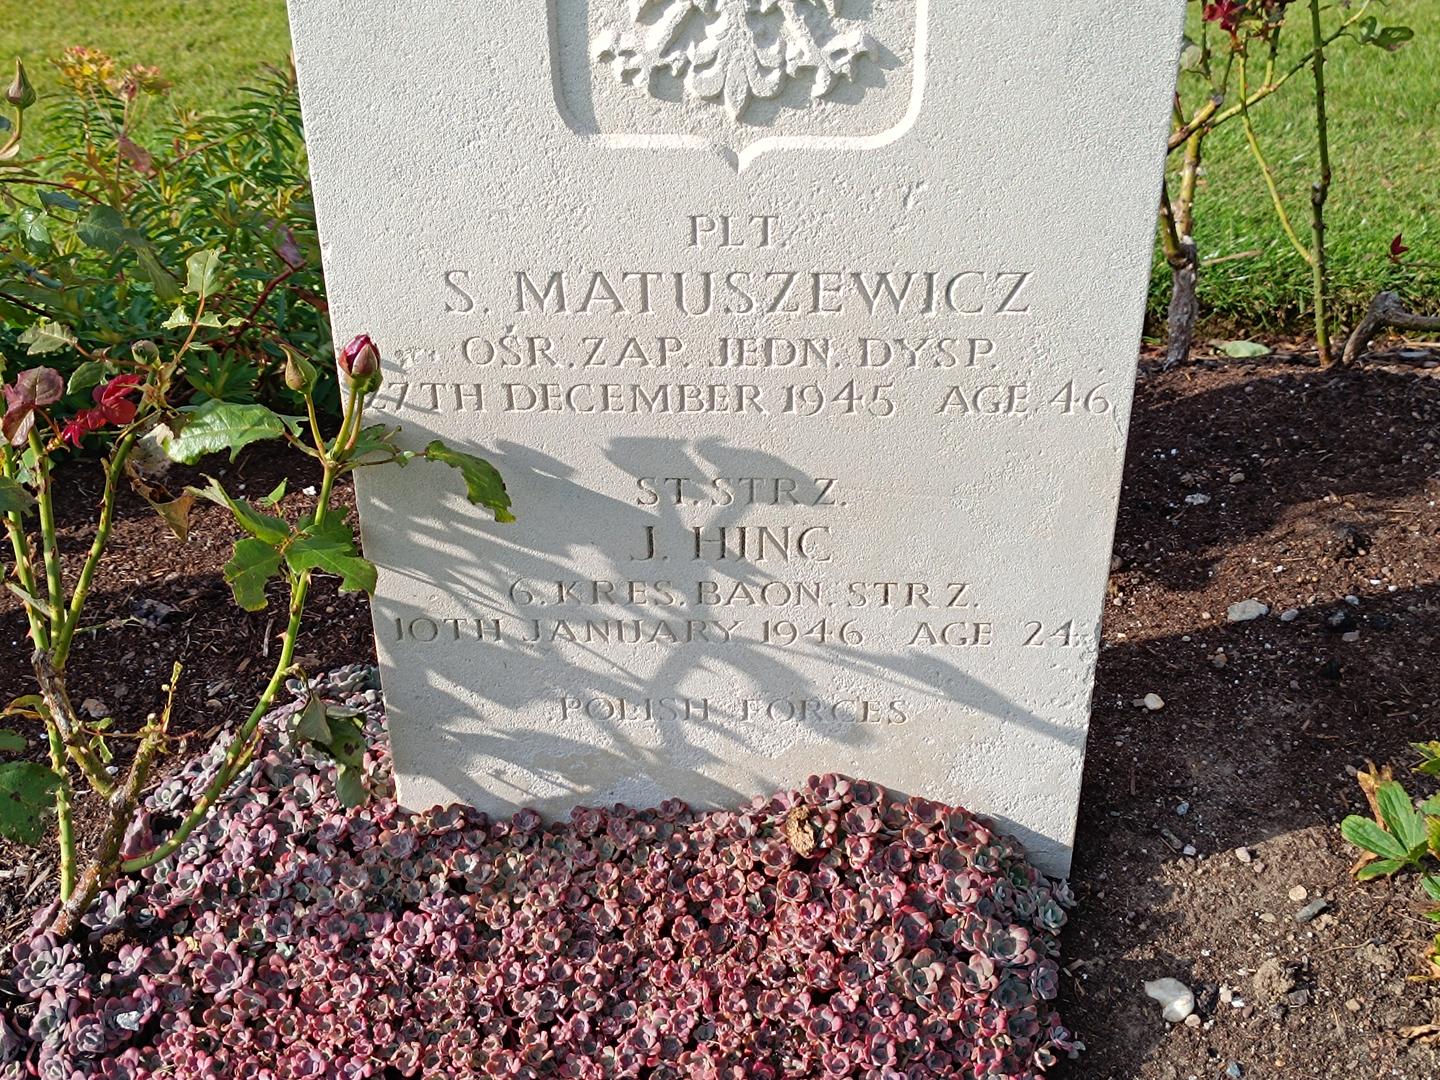 PLT.
S. MATUSZEWICZ
OŚR. ZAP. JEDN. DYSP.
27TH DECEMBER 1945 AGE 46
ST. STRZ.
J. HINC
6. KRES. BAON. STRZ.
10TH JANUARY 1946 AGE 24.
POLISH FORCES